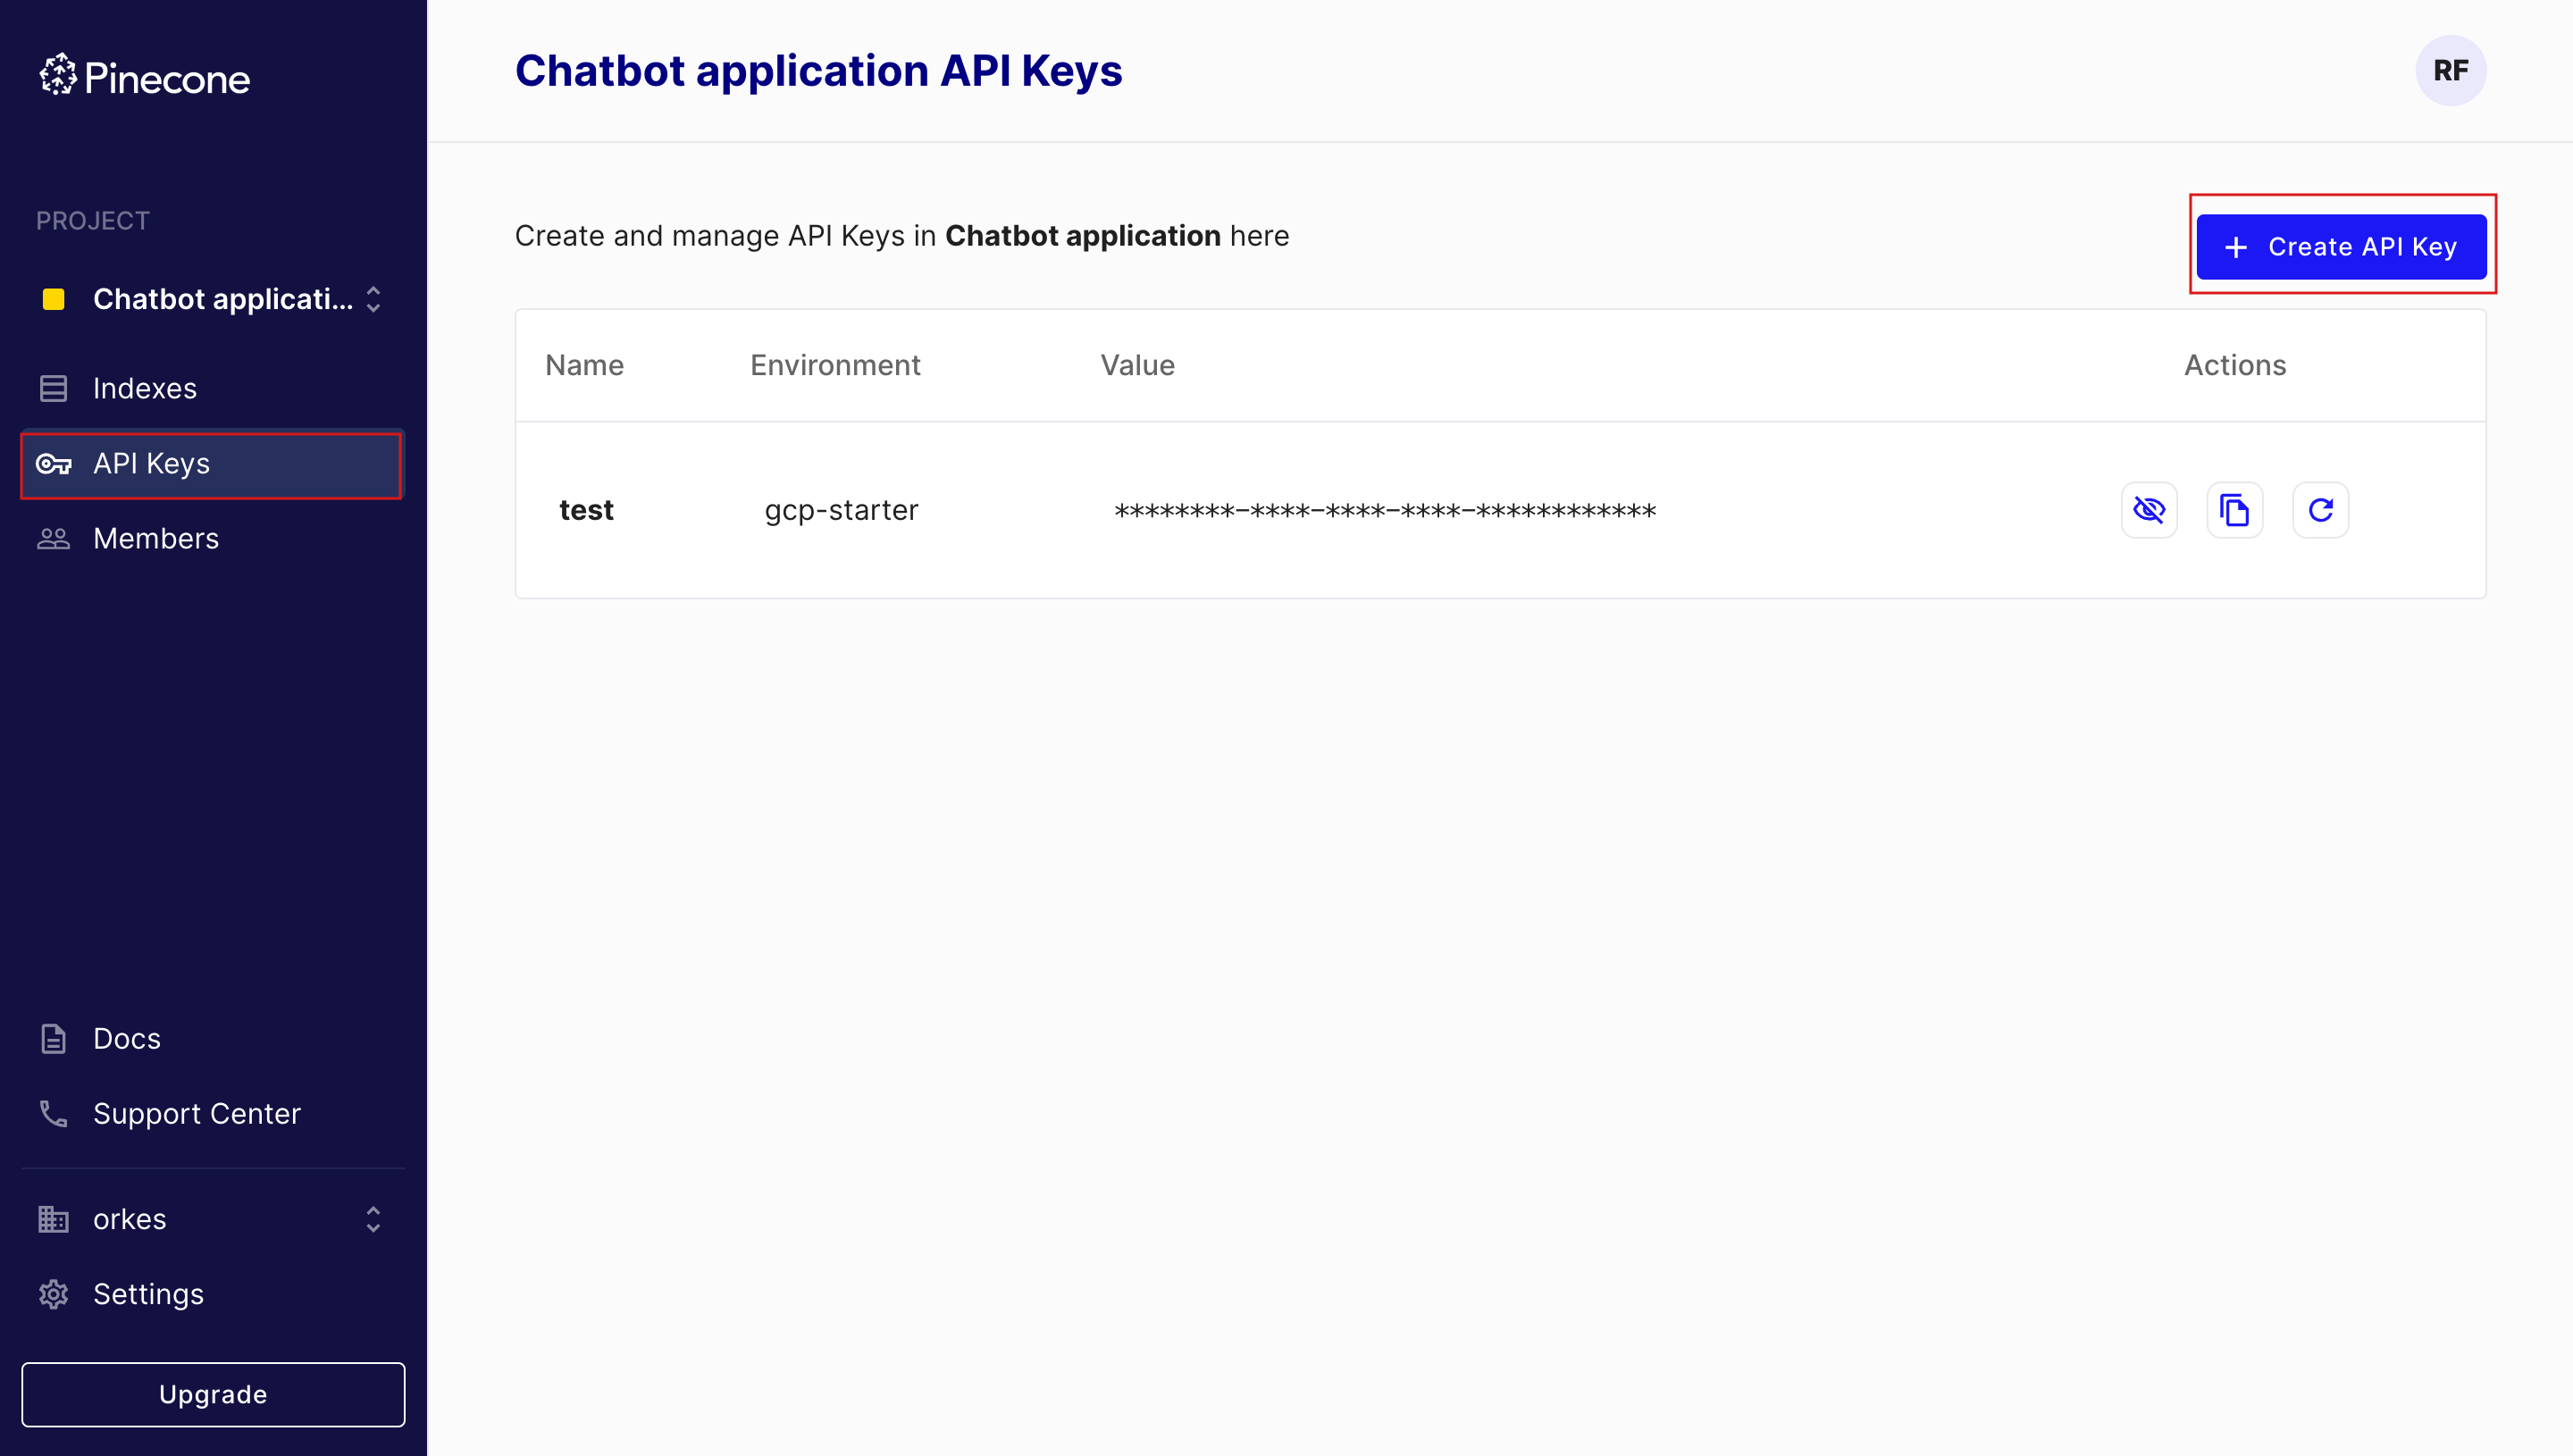 Pinecone
Chatbot application API Keys
RF
PROJECT
Chatbot applicati...
Indexes
API Keys
Members
Docs
Support Center
orkes
Settings
Upgrade
Create and manage API Keys in Chatbot application here
+ Create API Key
Name Environment Value Actions
test gcp-starter ********-****-****-****-************